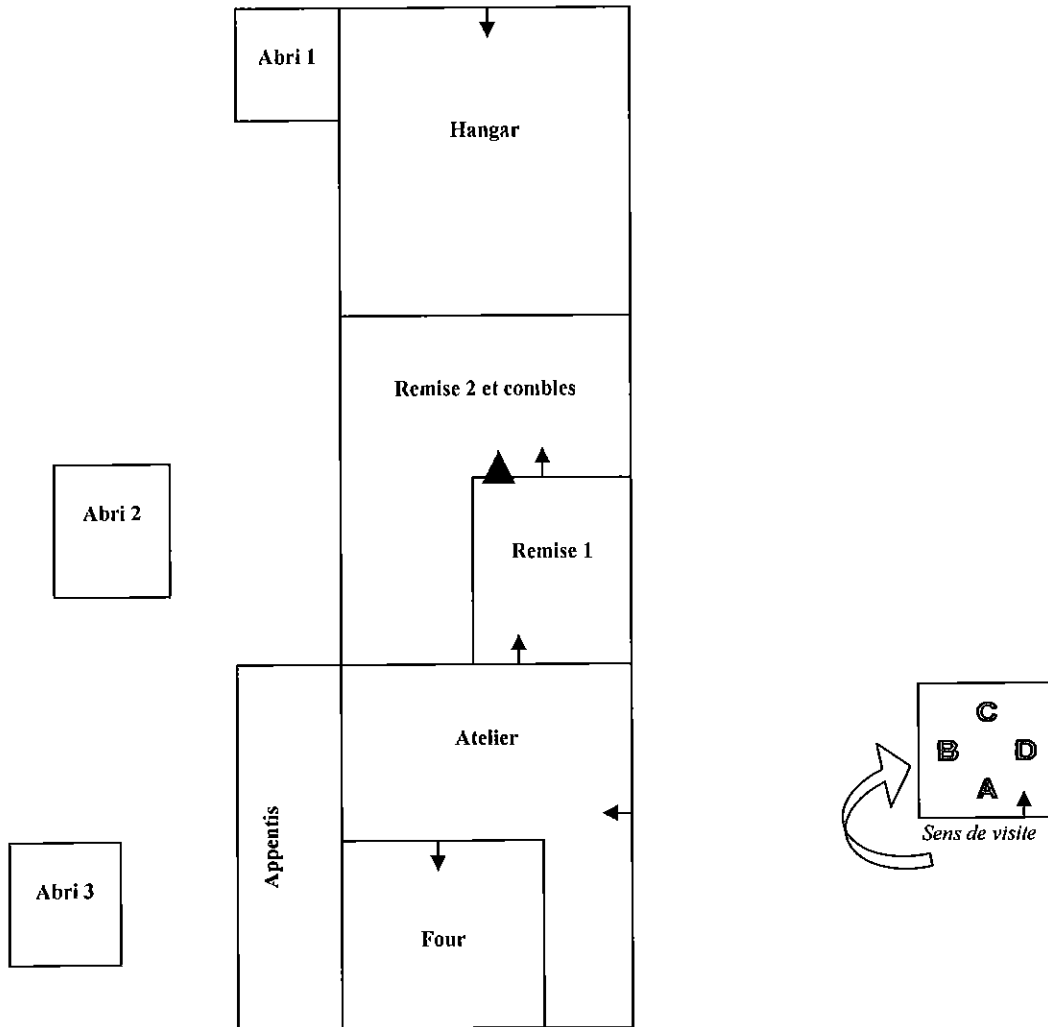 Abri 1
Hangar
Remise 2 et combles
Abri 2
Remise 1
Atelier
Appentis
Abri 3
Four
C
B D
A
Sens de visite